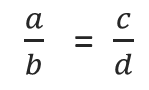 a/b = c/d